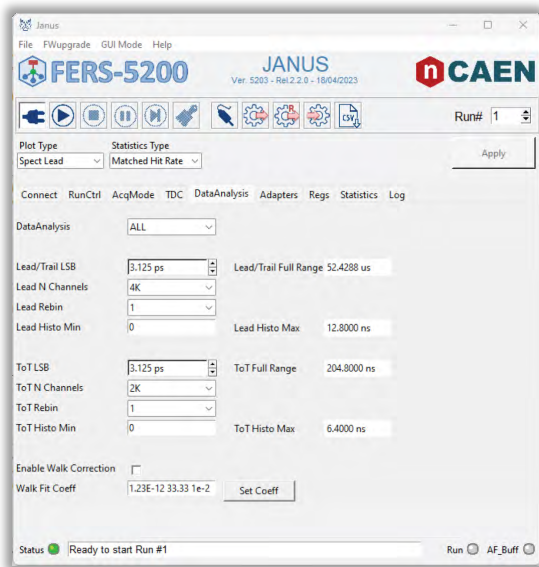 Janus
File FWupgrade GUI Mode Help
FERS-5200
JANUS
Ver. 5203 - Rel.2.2.0 - 18/04/2023
n CAEN
CSV
Run# 1
Plot Type Statistics Type
Spect Lead Matched Hit Rate
Apply
Connect RunCtrl AcqMode TDC DataAnalysis Adapters Regs Statistics Log
DataAnalysis ALL
Lead/Trail LSB 3.125 ps Lead/Trail Full Range 52.4288 us
Lead N Channels 4K
Lead Rebin 1
Lead Histo Min 0 Lead Histo Max 12.8000 ns
ToT LSB 3.125 ps ToT Full Range 204.8000 ns
ToT N Channels 2K
ToT Rebin 1
ToT Histo Min 0 ToT Histo Max 6.4000 ns
Enable Walk Correction
Walk Fit Coeff 1.23E-12 33.33 1e-2 Set Coeff
Status Ready to start Run #1 Run AF_Buff